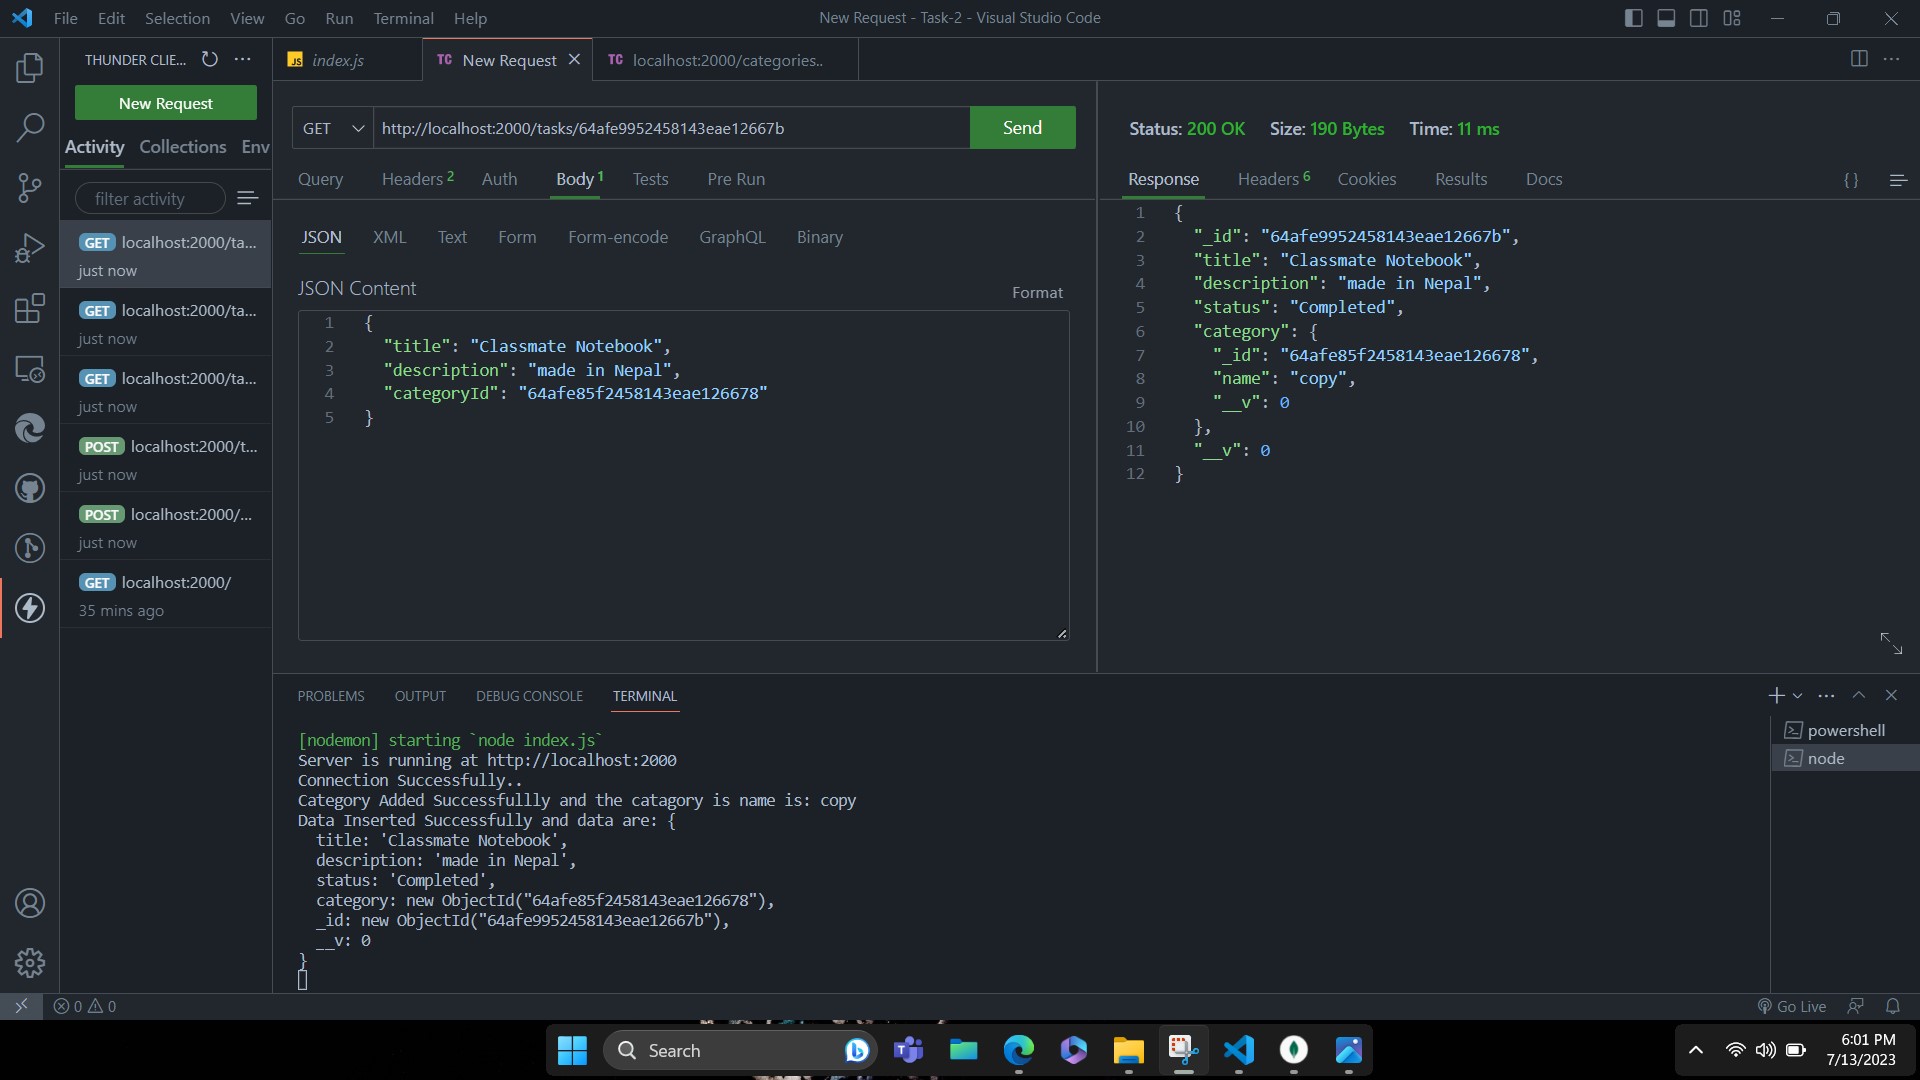 File Edit Selection View Go Run Terminal Help
New Request - Task-2 - Visual Studio Code
THUNDER CLIE...
New Request
Activity Collections Env
filter activity
GET localhost:2000/ta...
just now
GET localhost:2000/ta...
just now
GET localhost:2000/ta...
just now
POST localhost:2000/t...
just now
POST localhost:2000/...
just now
GET localhost:2000/
35 mins ago
JS index.js
TC New Request
TC localhost:2000/categories..
GET http://localhost:2000/tasks/64afe9952458143eae12667b Send
Query Headers 2 Auth Body 1 Tests Pre Run
JSON XML Text Form Form-encode GraphQL Binary
JSON Content
Format
1 {
2 "title": "Classmate Notebook",
3 "description": "made in Nepal",
4 "categoryId": "64afe85f2458143eae126678"
5 }
Status: 200 OK Size: 190 Bytes Time: 11 ms
Response Headers 6 Cookies Results Docs { }
1 {
2 "_id": "64afe9952458143eae12667b",
3 "title": "Classmate Notebook",
4 "description": "made in Nepal",
5 "status": "Completed",
6 "category": {
7 "_id": "64afe85f2458143eae126678",
8 "name": "copy",
9 "__v": 0
10 },
11 "__v": 0
12 }
PROBLEMS OUTPUT DEBUG CONSOLE TERMINAL
[nodemon] starting `node index.js`
Server is running at http://localhost:2000
Connection Successfully..
Category Added Successfullly and the catagory is name is: copy
Data Inserted Successfully and data are: {
title: 'Classmate Notebook',
description: 'made in Nepal',
status: 'Completed',
category: new ObjectId("64afe85f2458143eae126678"),
_id: new ObjectId("64afe9952458143eae12667b"),
__v: 0
}
powershell
node
0 0
Go Live
Search
6:01 PM
7/13/2023